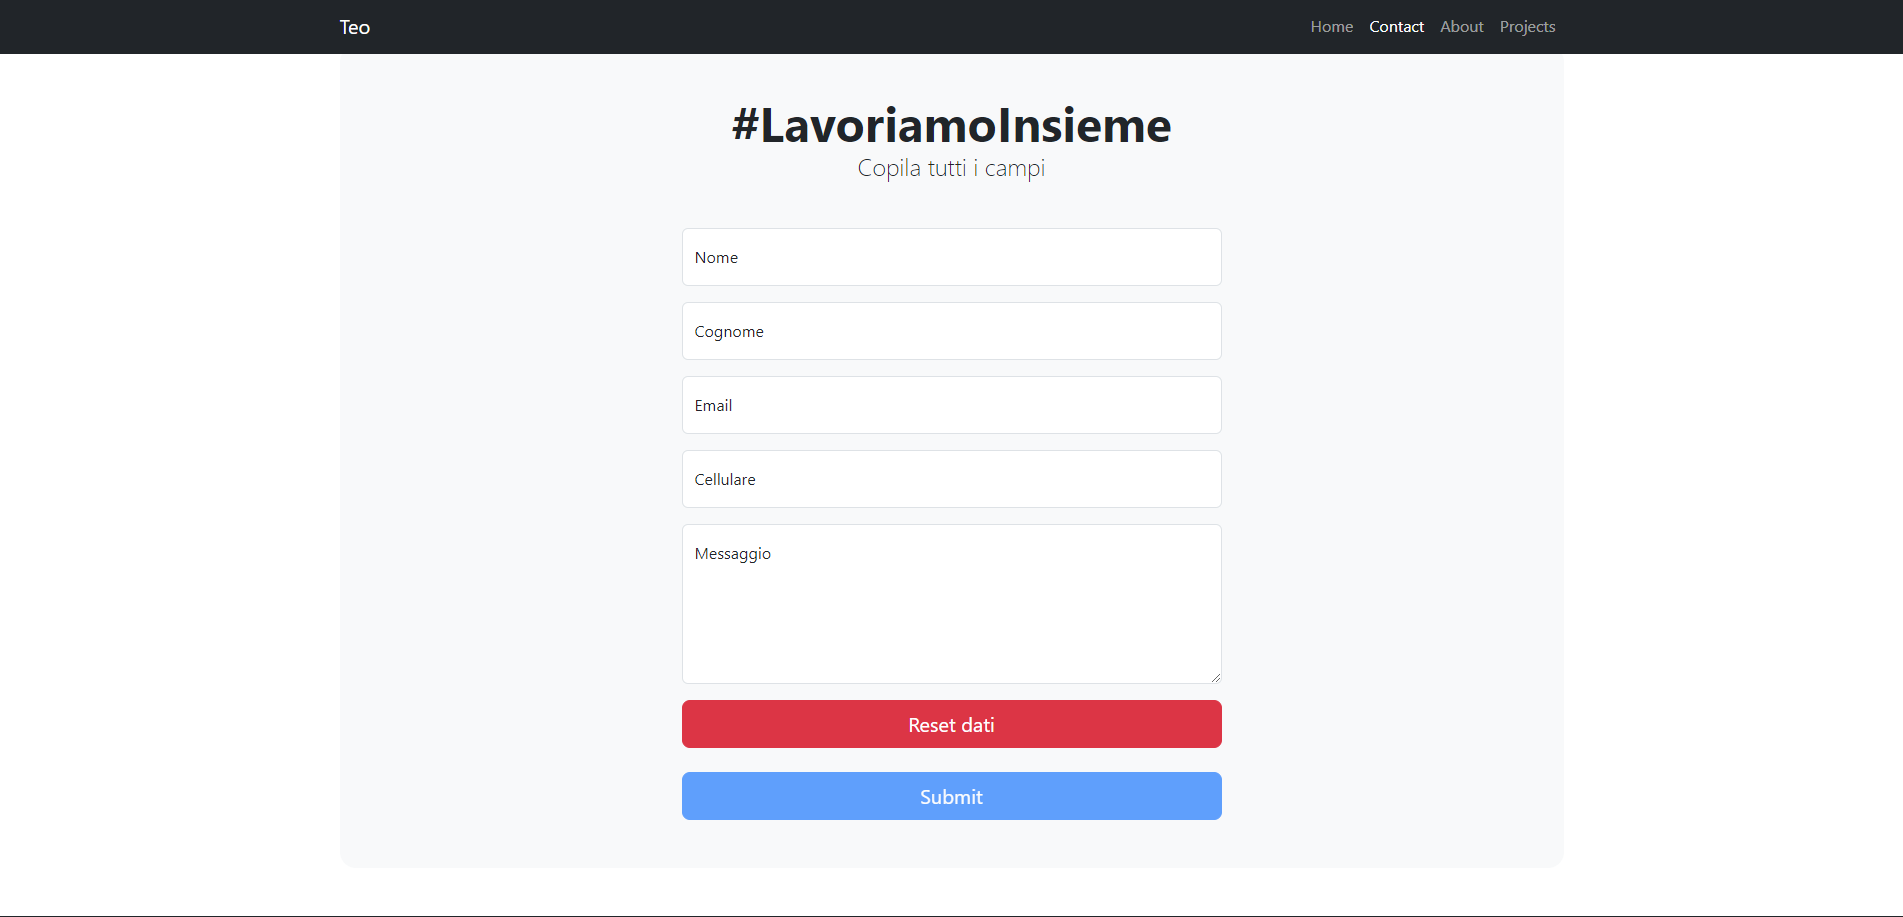 Teo
Home Contact About Projects
#LavoriamoInsieme
Copila tutti i campi
Nome
Cognome
Email
Cellulare
Messaggio
Reset dati
Submit